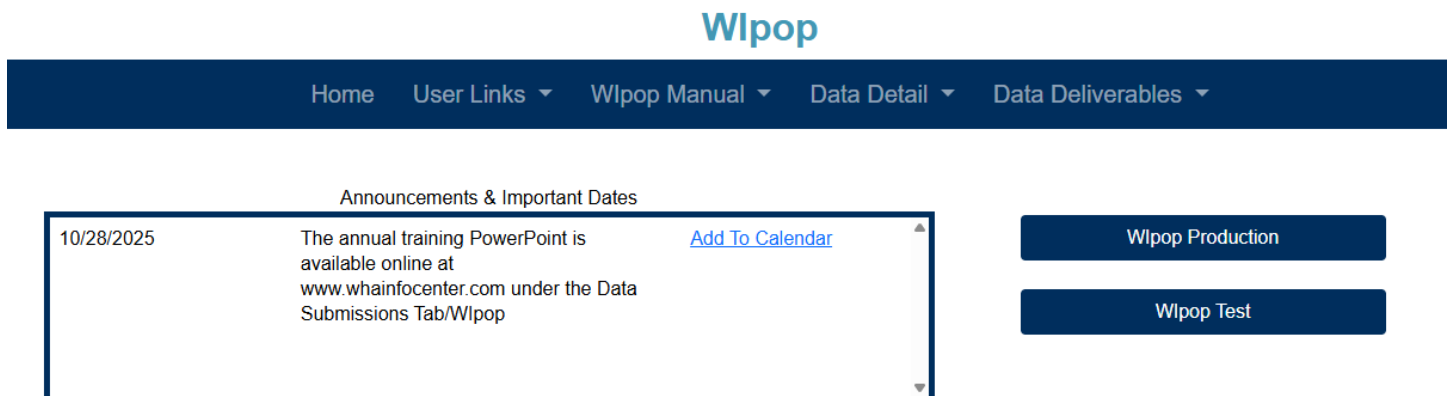 WIpop
Home User Links WIpop Manual Data Detail Data Deliverables
Announcements & Important Dates
10/28/2025 The annual training PowerPoint is Add To Calendar
available online at
www.whainfocenter.com under the Data
Submissions Tab/WIpop
WIpop Production
WIpop Test